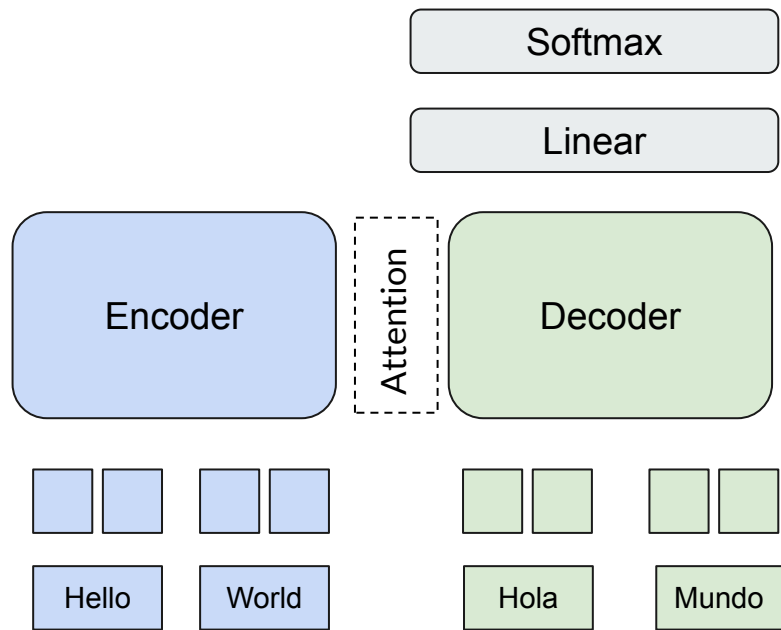 Softmax
Linear
Encoder
Attention
Decoder
Hello
World
Hola
Mundo